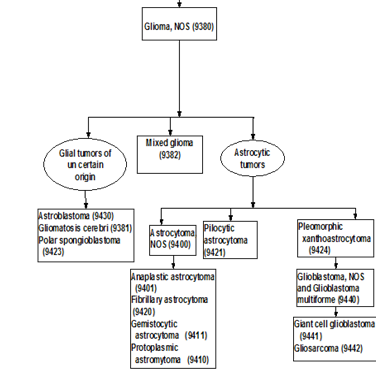 Glioma, NOS (9380)
Glial tumors of
un certain
origin
Mixed glioma
(9382)
Astrocytic
tumors
Astroblastoma (9430)
Gliomatosis cerebri (9381)
Polar spongioblastoma
(9423)
Astrocytoma
NOS (9400)
Pilocytic
astrocytoma
(9421)
Pleomorphic
xanthoastrocytoma
(9424)
Anaplastic astrocytoma
(9401)
Fibrillary astrocytoma
(9420)
Gemistocytic
astrocytoma (9411)
Protoplasmic
astromytoma (9410)
Glioblastoma, NOS
and Glioblastoma
multiforme (9440)
Giant cell glioblastoma
(9441)
Gliosarcoma (9442)